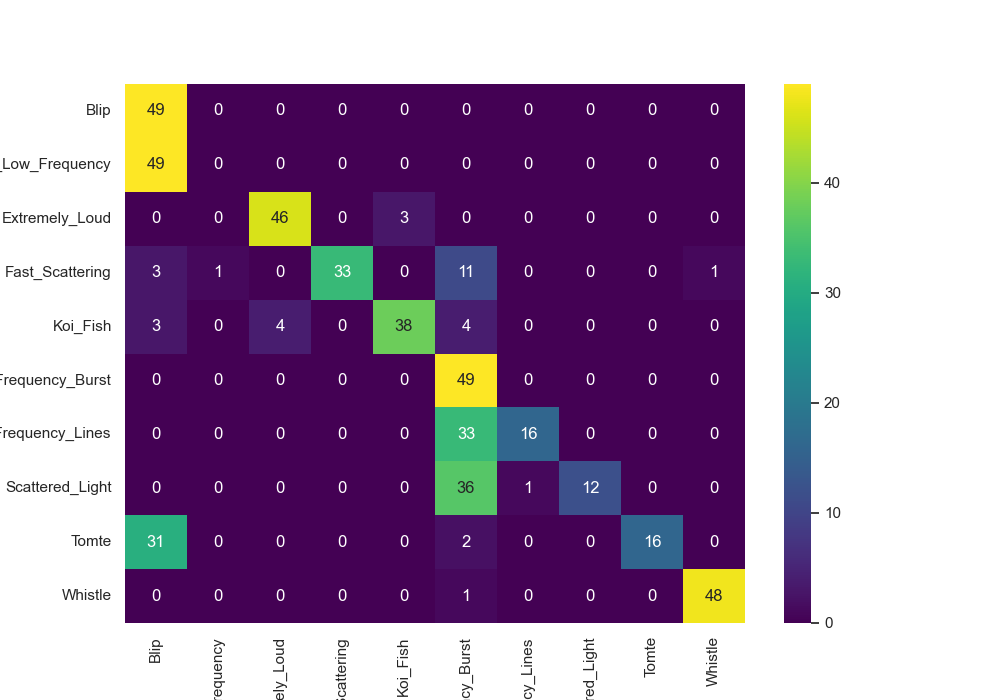 Blip 49 0 0 0 0 0 0 0 0 0
_Low_Frequency 49 0 0 0 0 0 0 0 0 0
Extremely_Loud 0 0 46 0 3 0 0 0 0 0
Fast_Scattering 3 1 0 33 0 11 0 0 0 1
Koi_Fish 3 0 4 0 38 4 0 0 0 0
Frequency_Burst 0 0 0 0 0 49 0 0 0 0
Frequency_Lines 0 0 0 0 0 33 16 0 0 0
Scattered_Light 0 0 0 0 0 36 1 12 0 0
Tomte 31 0 0 0 0 2 0 0 16 0
Whistle 0 0 0 0 0 1 0 0 0 48
Blip
equency
ely_Loud
cattering
Koi_Fish
cy_Burst
cy_Lines
red_Light
Tomte
Whistle
40
30
20
10
0